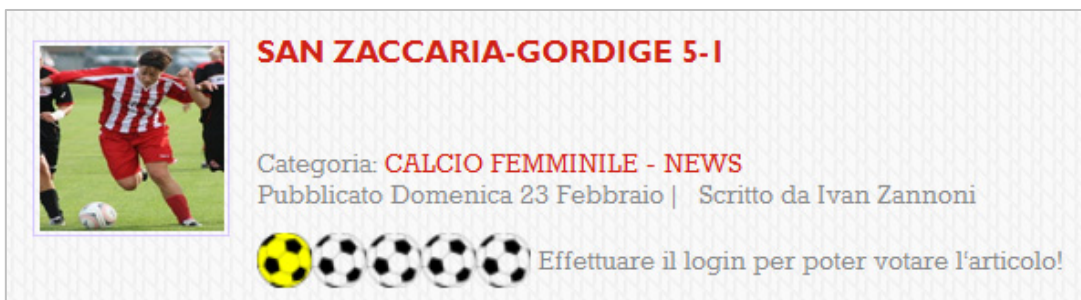 SAN ZACCARIA-GORDIGE 5-1
Categoria: CALCIO FEMMINILE - NEWS
Pubblicato Domenica 23 Febbraio | Scritto da Ivan Zannoni
Effettuare il login per poter votare l'articolo!